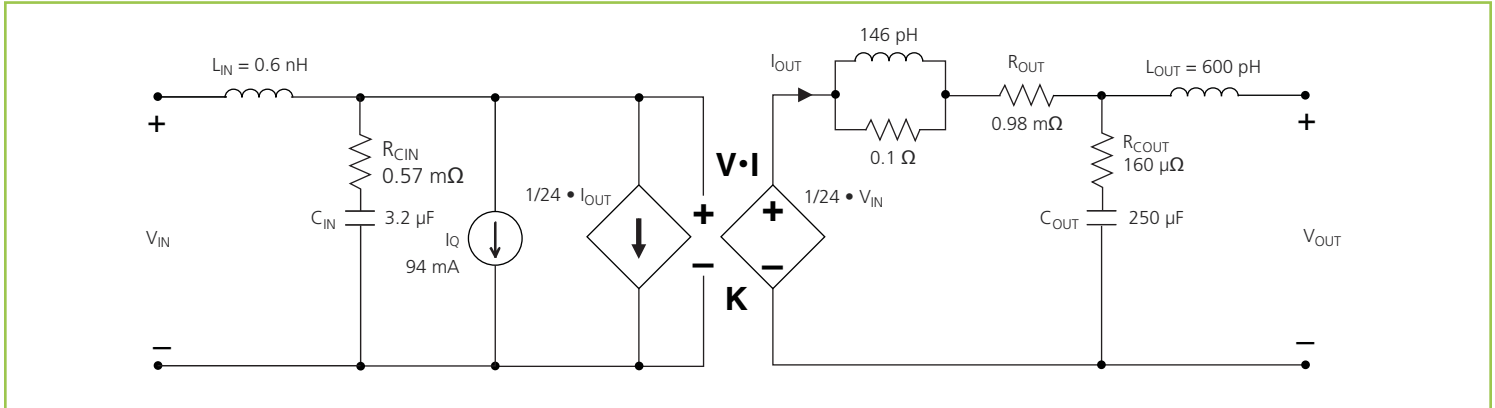 L_IN = 0.6 nH
146 pH
I_OUT
R_OUT
L_OUT = 600 pH
+
+
0.98 mΩ
R_CIN
0.57 mΩ
0.1 Ω
R_COUT
160 µΩ
V•I
1/24 • I_OUT
1/24 • V_IN
+
+
C_IN
3.2 µF
C_OUT
250 µF
V_IN
I_Q
V_OUT
94 mA
–
–
K
–
–